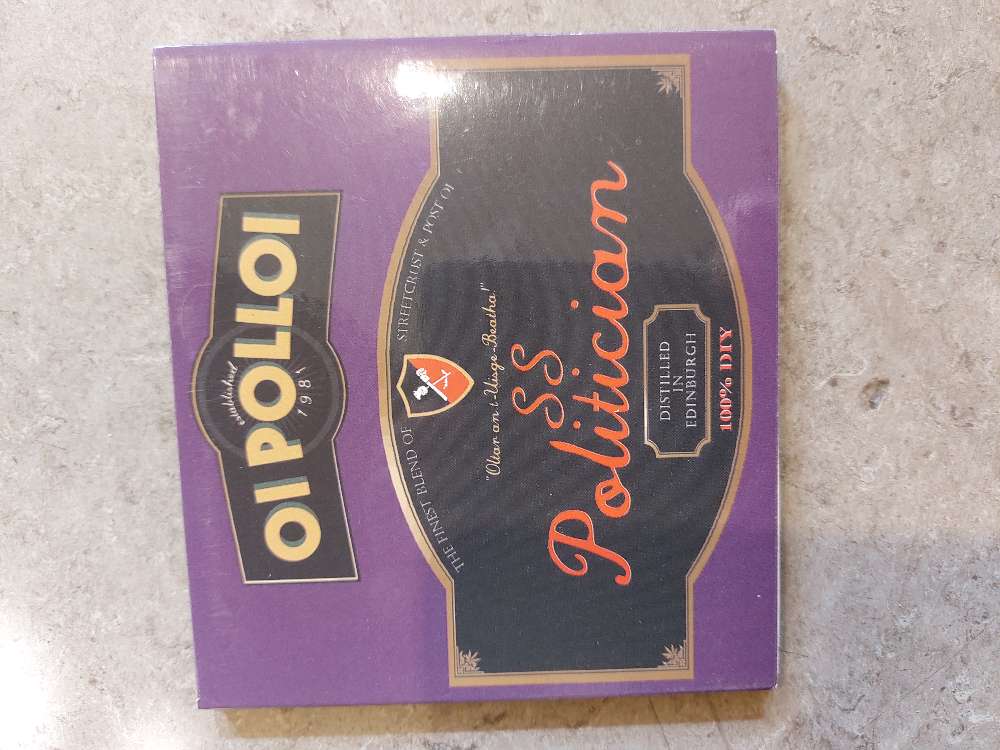 OI POLLOI
established
1981
THE FINEST BLEND OF STREETCRUST & POST OI
"Òlar an t-Uisge-Beatha!"
SS
Politician
DISTILLED
IN
EDINBURGH
100% DIY